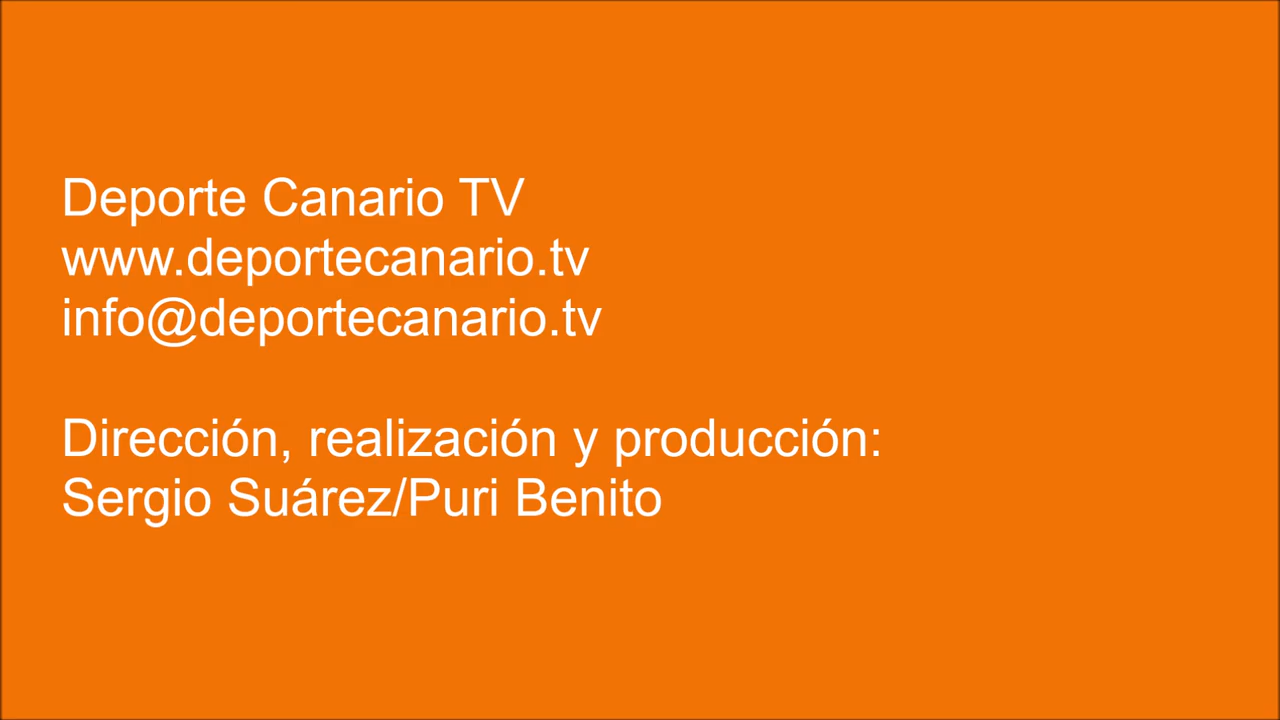 Deporte Canario TV
www.deportecanario.tv
info@deportecanario.tv
Dirección, realización y producción:
Sergio Suárez/Puri Benito